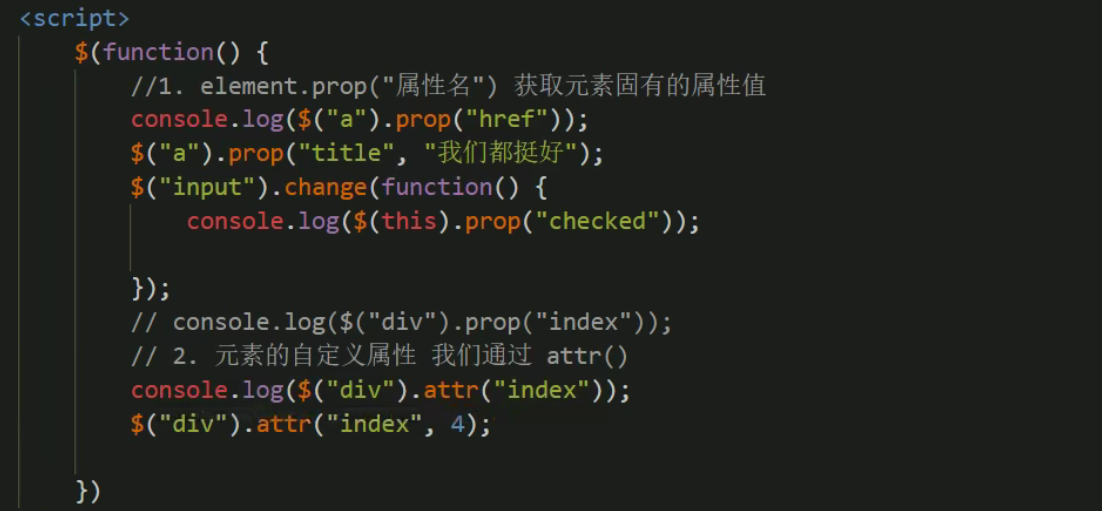 <script>
$(function() {
//1. element.prop("属性名") 获取元素固有的属性值
console.log($("a").prop("href"));
$("a").prop("title", "我们都挺好");
$("input").change(function() {
console.log($(this).prop("checked"));
});
// console.log($("div").prop("index"));
// 2. 元素的自定义属性 我们通过 attr()
console.log($("div").attr("index"));
$("div").attr("index", 4);
})